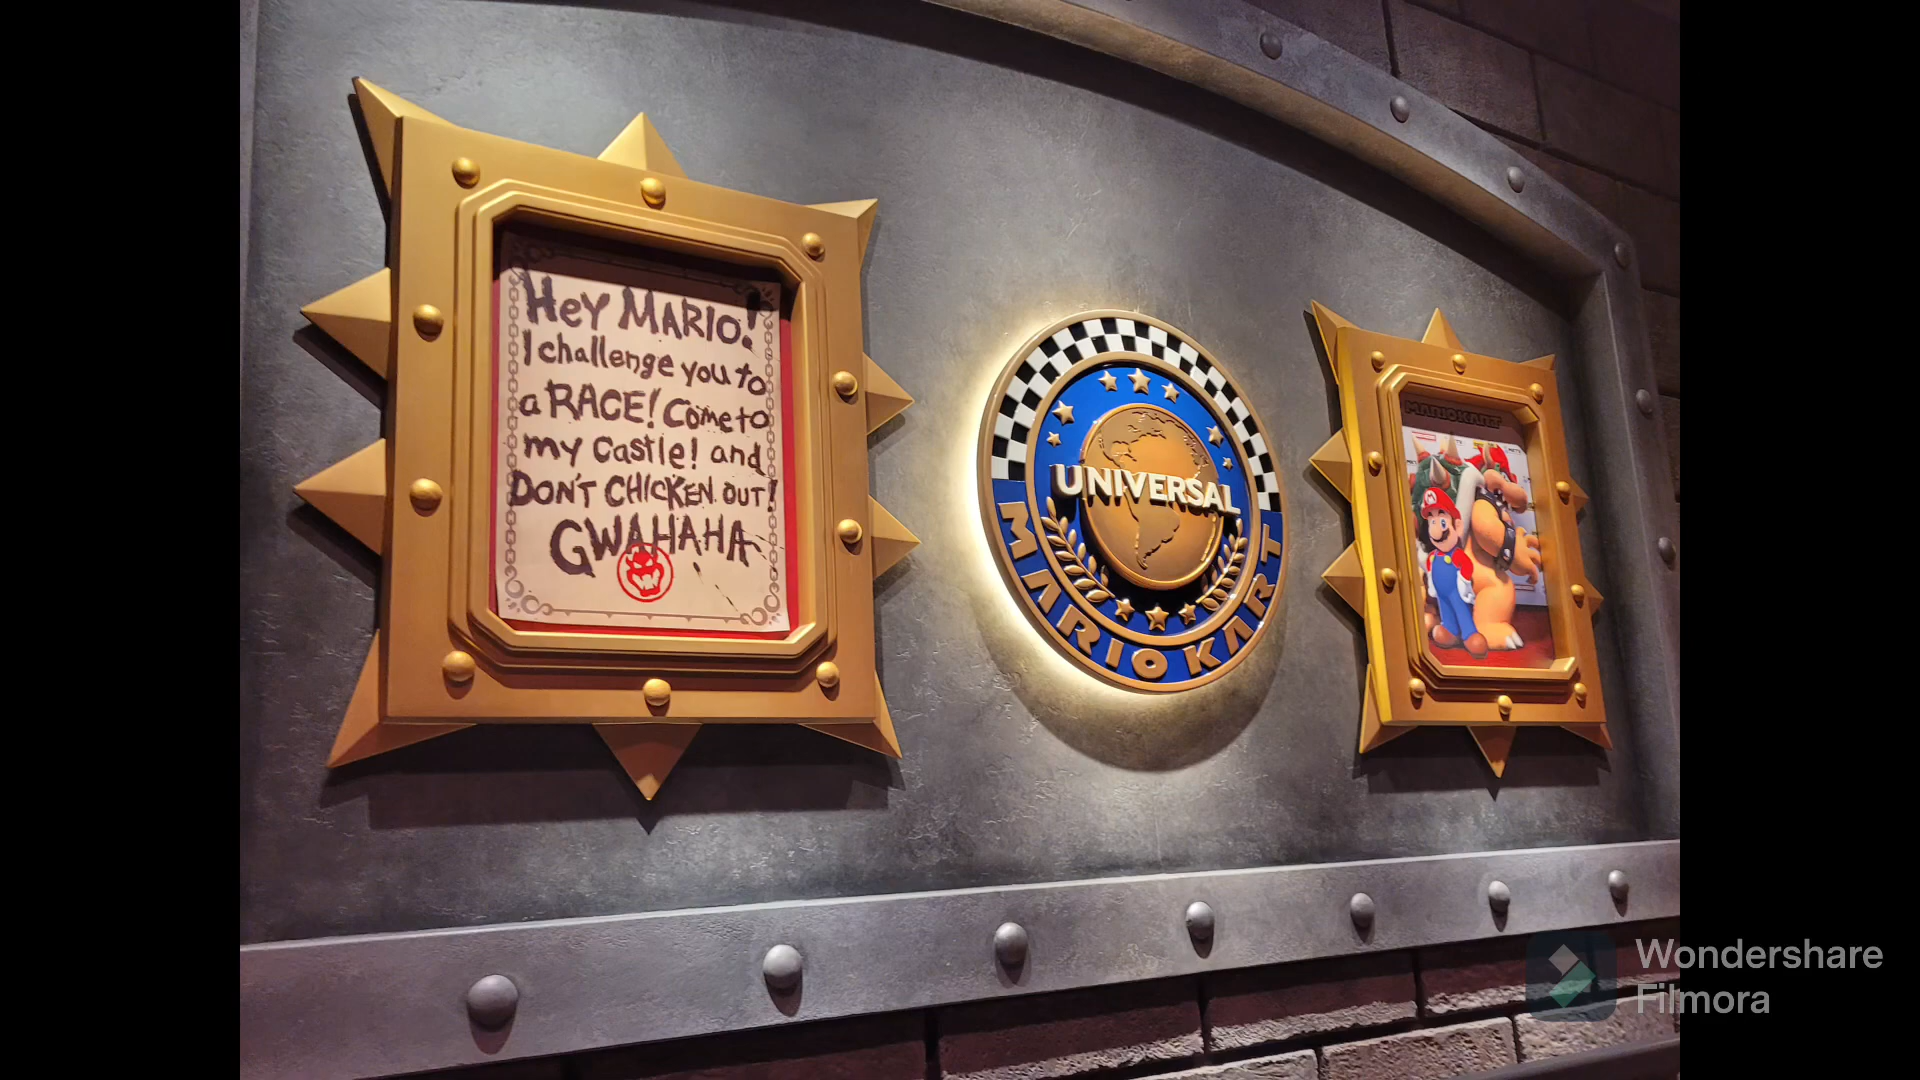 HeY MARIO!
I challenge you to
a RACE! Come to
my Castle! and
DON'T CHICKEN OUT!
GWAHAHA
UNIVERSAL
MARIO KART
MARIOKART
Wondershare
Filmora